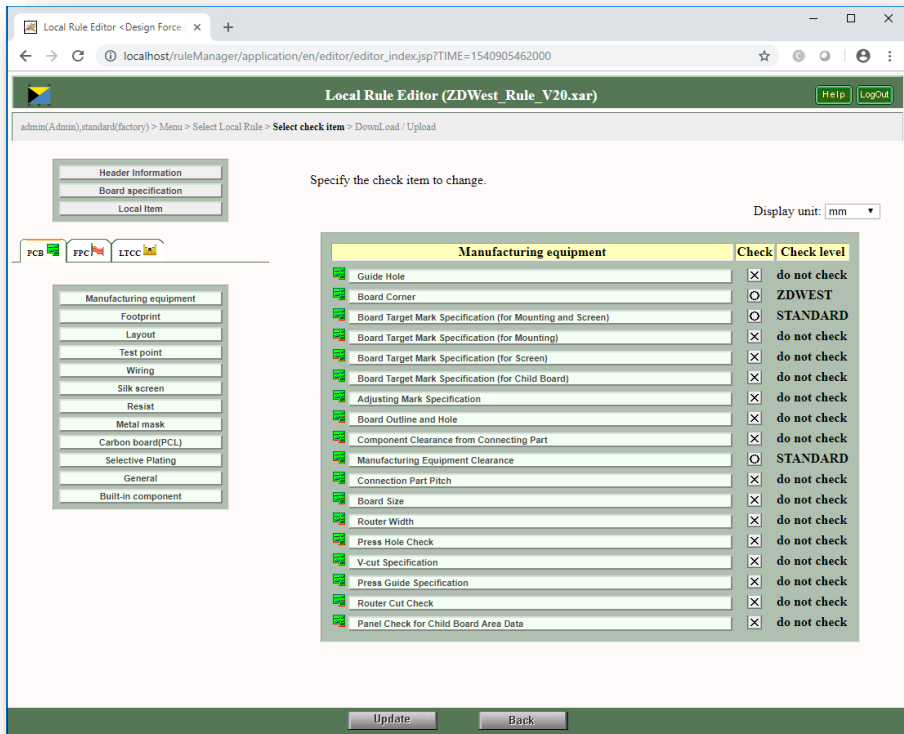 Local Rule Editor <Design Force
localhost/ruleManager/application/en/editor/editor_index.jsp?TIME=1540905462000
Local Rule Editor (ZDWest_Rule_V20.xar)
Help LogOut
admin(Admin),standard(factory) > Menu > Select Local Rule > Select check item > DownLoad / Upload
Header Information
Board specification
Local Item
Specify the check item to change.
Display unit: mm
PCB FPC LTCC
Manufacturing equipment
Footprint
Layout
Test point
Wiring
Silk screen
Resist
Metal mask
Carbon board(PCL)
Selective Plating
General
Built-in component
Manufacturing equipment Check Check level
Guide Hole do not check
Board Corner ZDWEST
Board Target Mark Specification (for Mounting and Screen) STANDARD
Board Target Mark Specification (for Mounting) do not check
Board Target Mark Specification (for Screen) do not check
Board Target Mark Specification (for Child Board) do not check
Adjusting Mark Specification do not check
Board Outline and Hole do not check
Component Clearance from Connecting Part do not check
Manufacturing Equipment Clearance STANDARD
Connection Part Pitch do not check
Board Size do not check
Router Width do not check
Press Hole Check do not check
V-cut Specification do not check
Press Guide Specification do not check
Router Cut Check do not check
Panel Check for Child Board Area Data do not check
Update Back